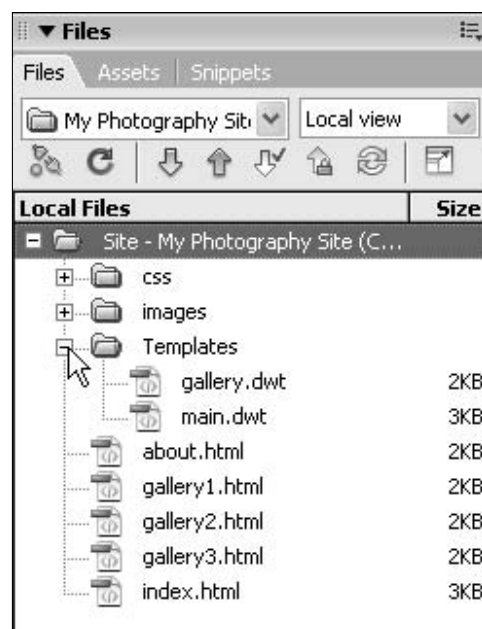 Files
Files Assets Snippets
My Photography Sit Local view
Local Files Size
Site - My Photography Site (C...
css
images
Templates
gallery.dwt 2KB
main.dwt 3KB
about.html 2KB
gallery1.html 2KB
gallery2.html 2KB
gallery3.html 2KB
index.html 3KB